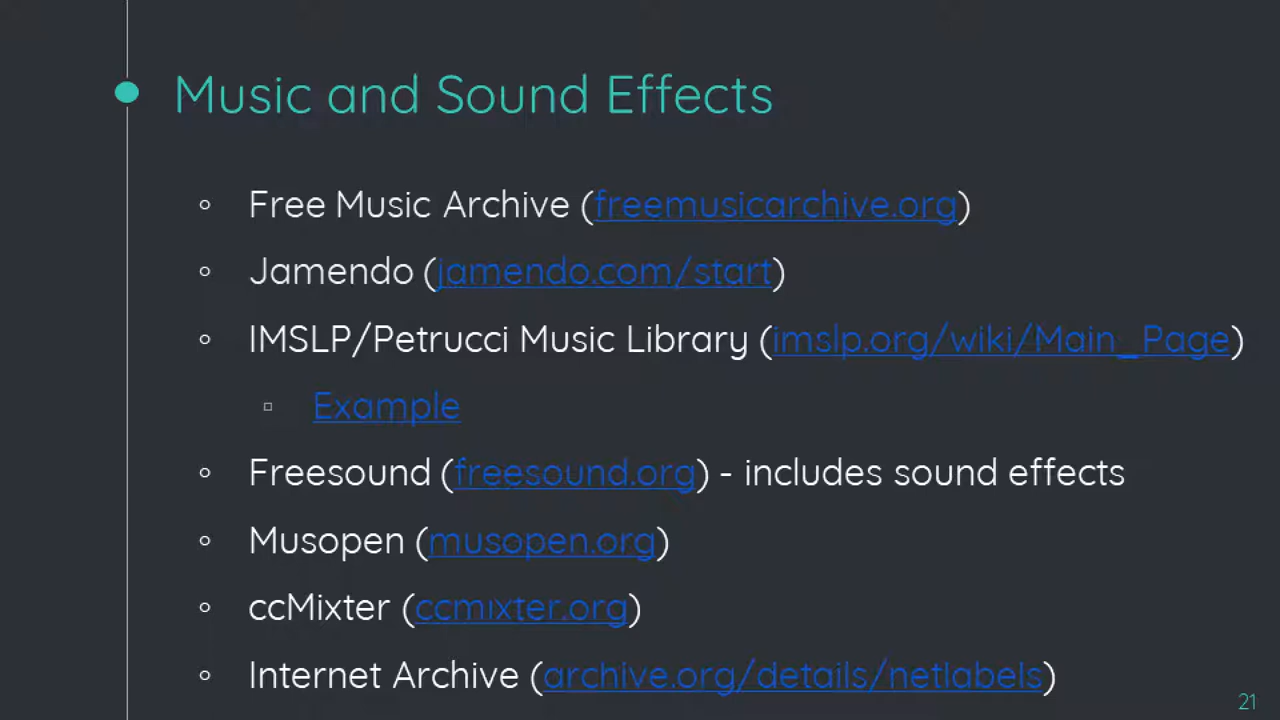 Music and Sound Effects
Free Music Archive (freemusicarchive.org)
Jamendo (jamendo.com/start)
IMSLP/Petrucci Music Library (imslp.org/wiki/Main_Page)
Example
Freesound (freesound.org) - includes sound effects
Musopen (musopen.org)
ccMixter (ccmixter.org)
Internet Archive (archive.org/details/netlabels)
21